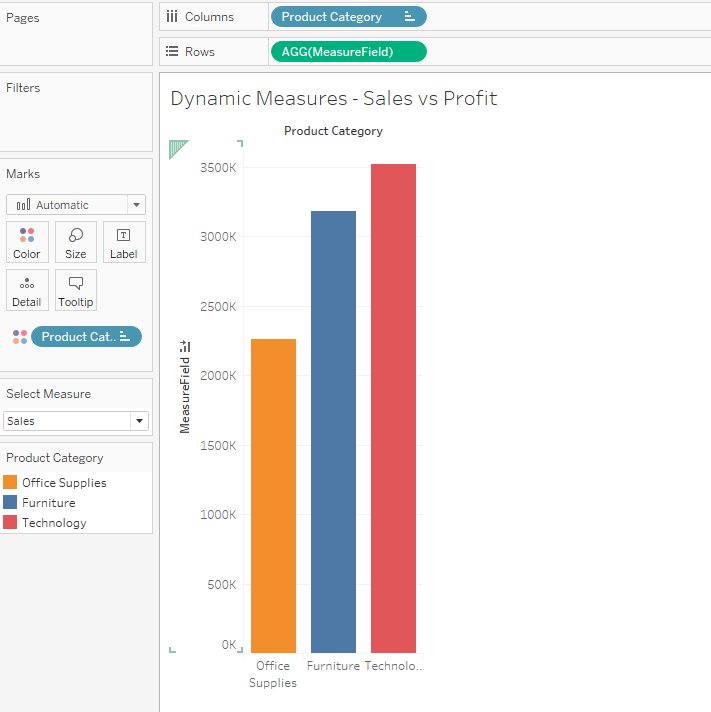 Pages
Columns
Product Category
Rows
AGG(MeasureField)
Filters
Marks
Automatic
Color
Size
Label
Detail
Tooltip
Product Cat..
Select Measure
Sales
Product Category
Office Supplies
Furniture
Technology
Dynamic Measures - Sales vs Profit
Product Category
MeasureField
3500K
3000K
2500K
2000K
1500K
1000K
500K
0K
Office
Supplies
Furniture
Technolo..